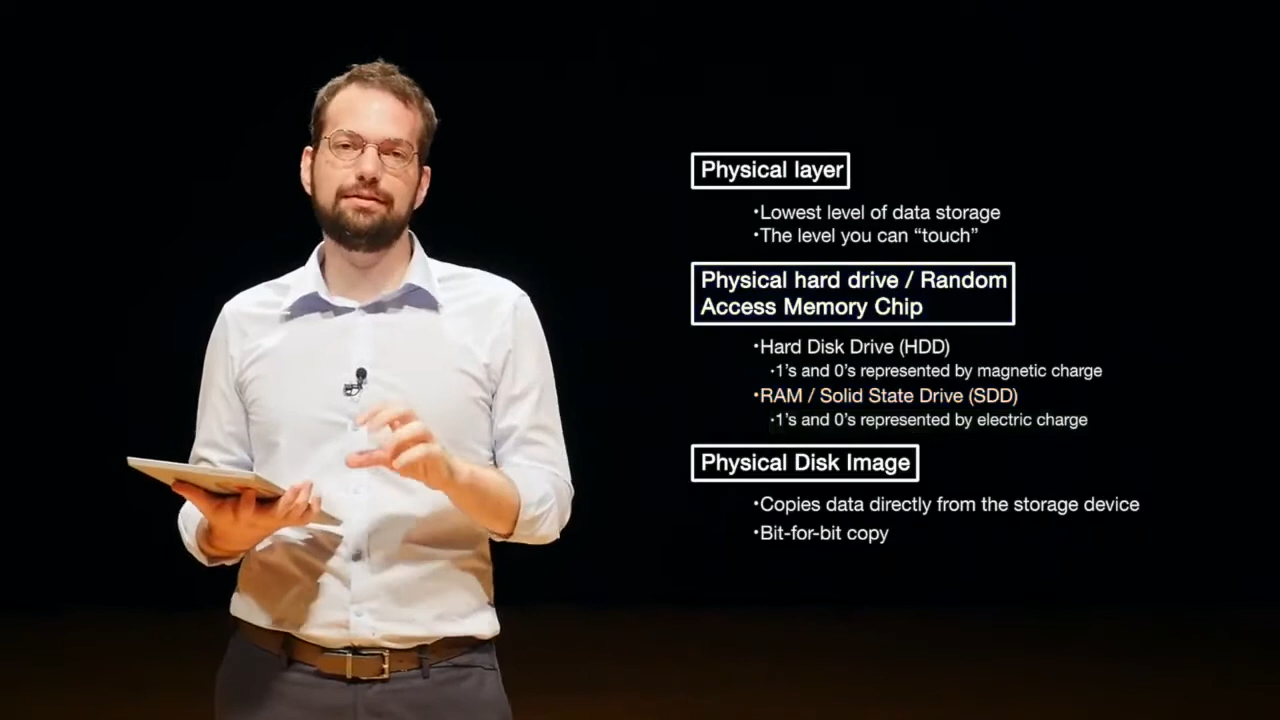 Physical layer
•Lowest level of data storage
•The level you can “touch”
Physical hard drive / Random
Access Memory Chip
•Hard Disk Drive (HDD)
•1’s and 0’s represented by magnetic charge
•RAM / Solid State Drive (SDD)
•1’s and 0’s represented by electric charge
Physical Disk Image
•Copies data directly from the storage device
•Bit-for-bit copy